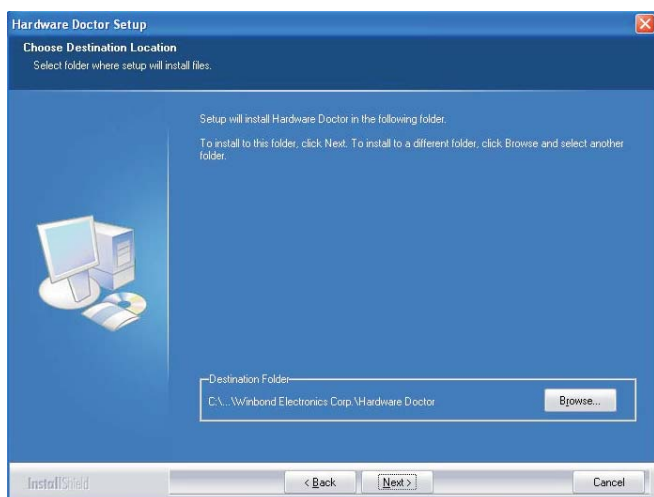 Hardware Doctor Setup
Choose Destination Location
Select folder where setup will install files.
Setup will install Hardware Doctor in the following folder.
To install to this folder, click Next. To install to a different folder, click Browse and select another
folder.
Destination Folder
C:\...\Winbond Electronics Corp.\Hardware Doctor
Browse...
InstallShield
< Back
Next >
Cancel